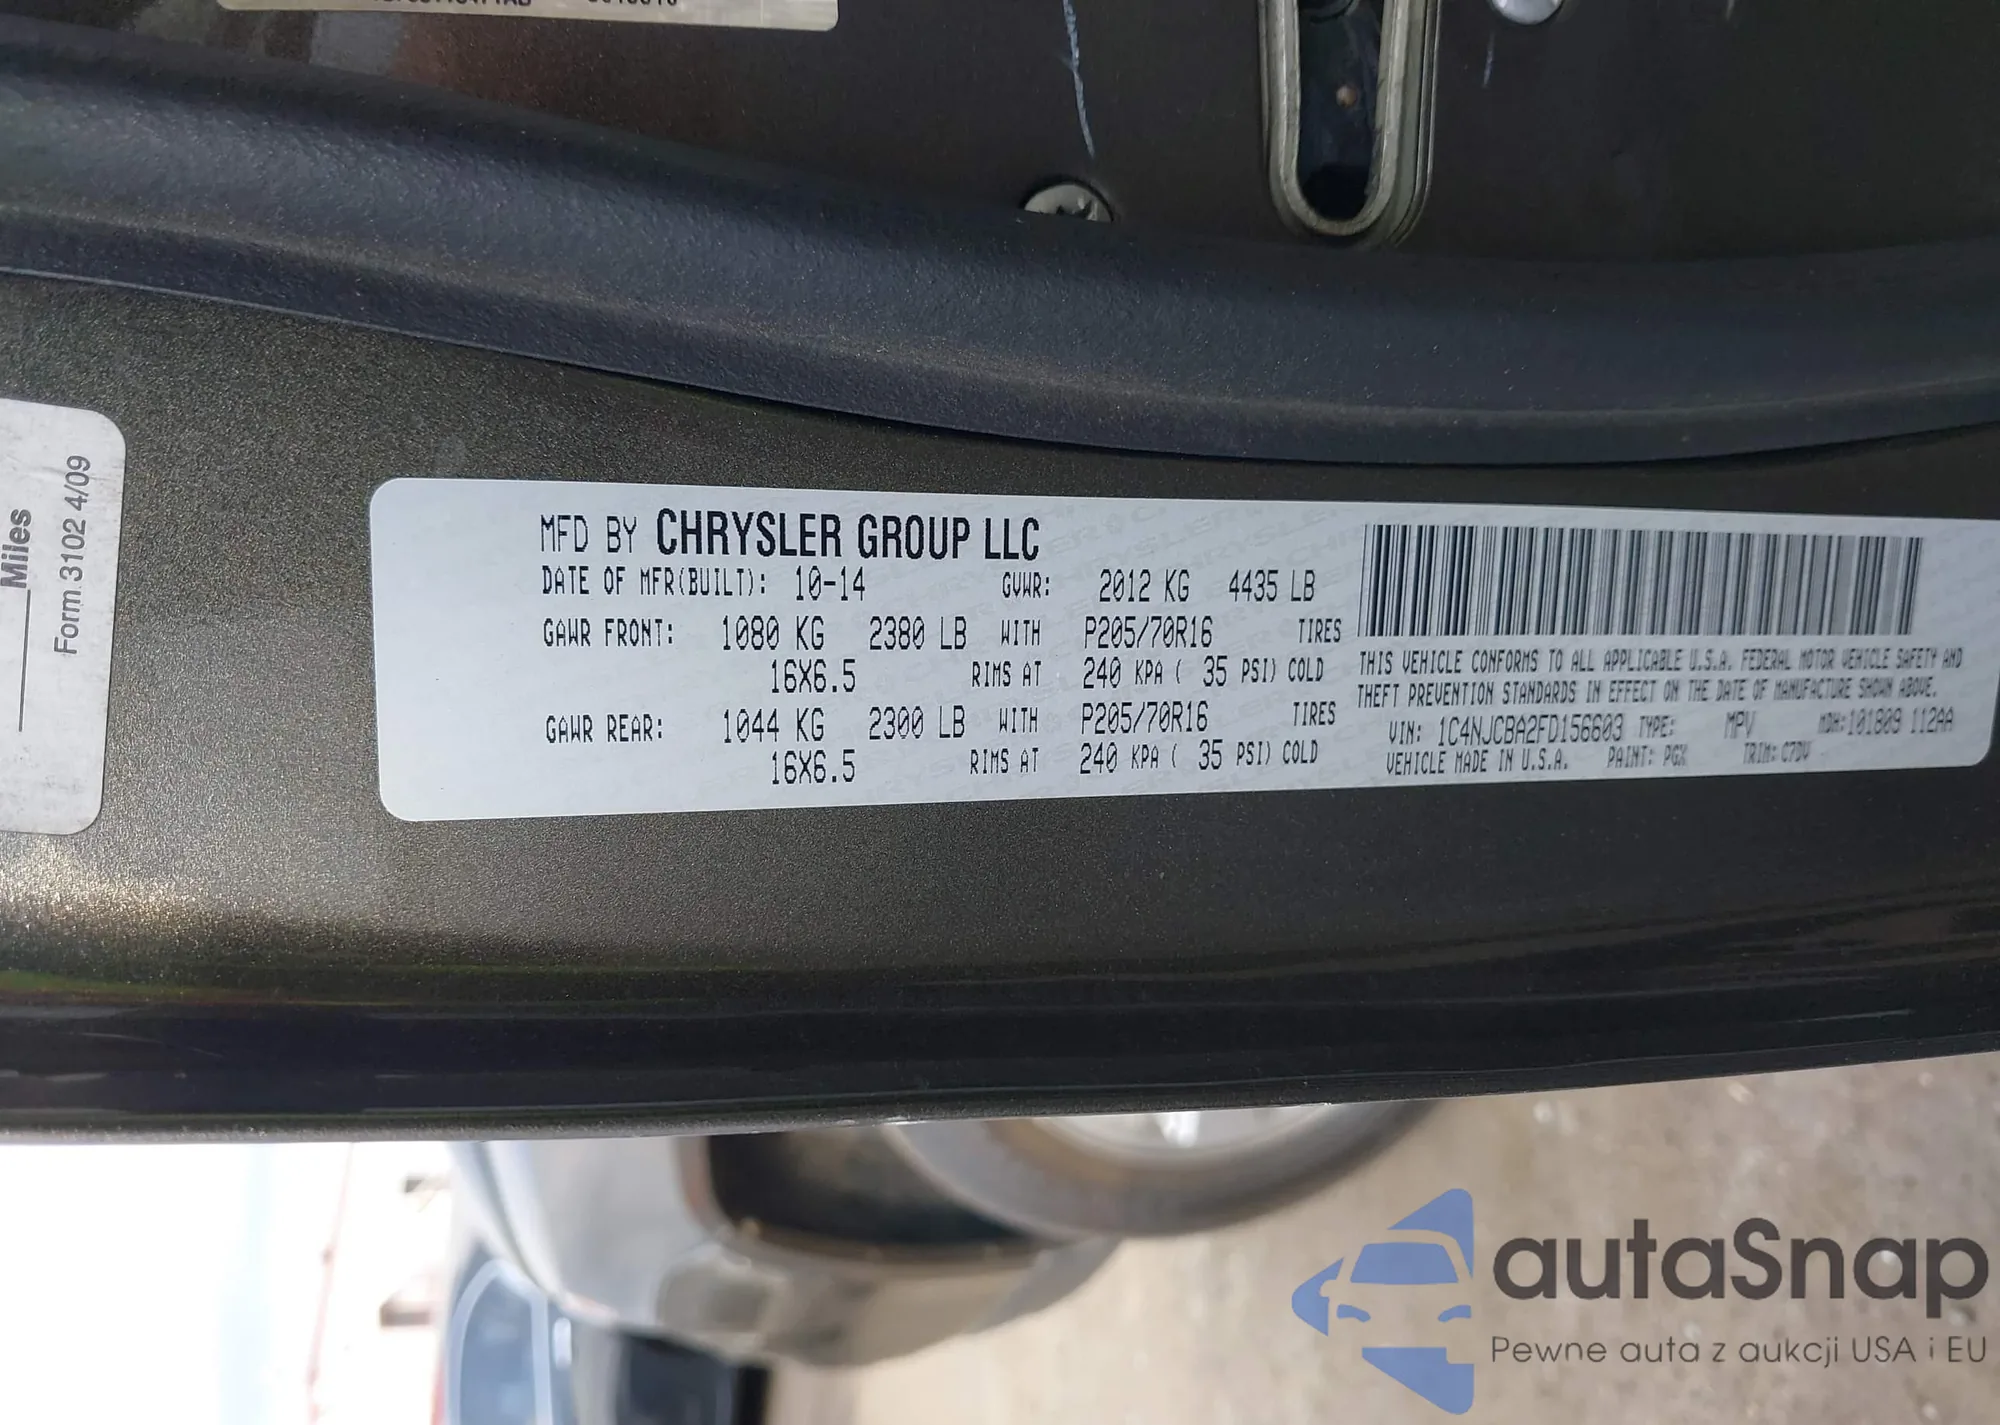 Miles
Form.3102 4/09
MFD BY CHRYSLER GROUP LLC
DATE OF MFR(BUILT): 10-14 GVWR: 2012 KG 4435 LB
GAWR FRONT: 1080 KG 2380 LB WITH P205/70R16 TIRES
16X6.5 RIMS AT 240 KPA ( 35 PSI) COLD
GAWR REAR: 1044 KG 2300 LB WITH P205/70R16 TIRES
16X6.5 RIMS AT 240 KPA ( 35 PSI) COLD
THIS VEHICLE CONFORMS TO ALL APPLICABLE U.S.A. FEDERAL MOTOR VEHICLE SAFETY AND
THEFT PREVENTION STANDARDS IN EFFECT ON THE DATE OF MANUFACTURE SHOWN ABOVE.
VIN: 1C4NJCBA2FD156603 TYPE: MPV MDH:101809 112AA
VEHICLE MADE IN U.S.A. PAINT: PGX TRIM: C7DV
autaSnap
Pewne auta z aukcji USA i EU